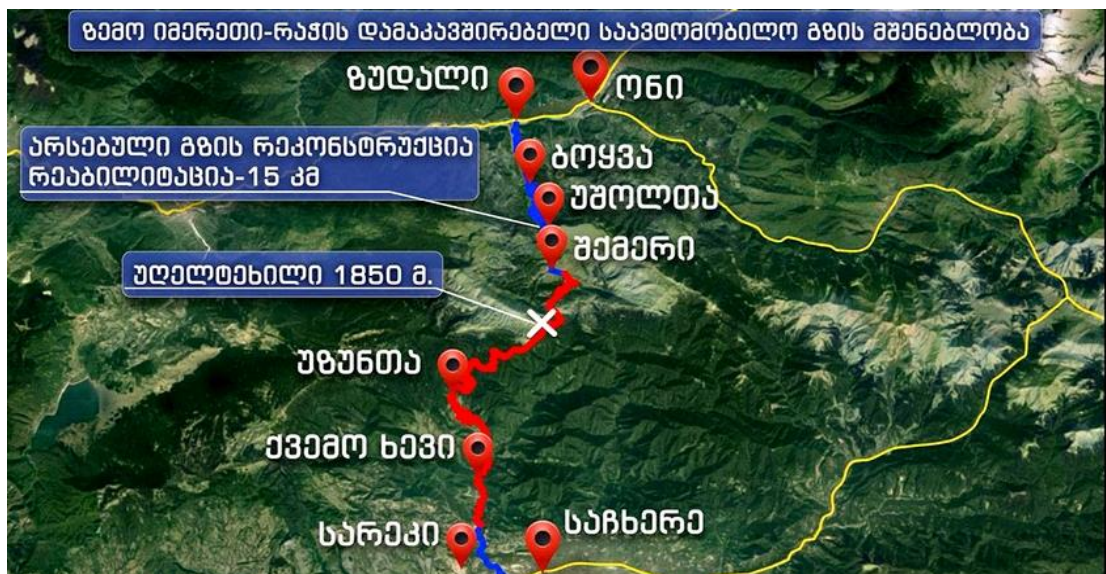 ზემო იმერეთი-რაჭის დამაკავშირებელი საავტომობილო გზის მშენებლობა
ზუდალი
ონი
არსებული გზის რეკონსტრუქცია
რეაბილიტაცია-15 კმ
ბოყვა
უშოლთა
შქმერი
უღელტეხილი 1850 მ.
უზუნთა
ქვემო ხევი
სარეკი
საჩხერე